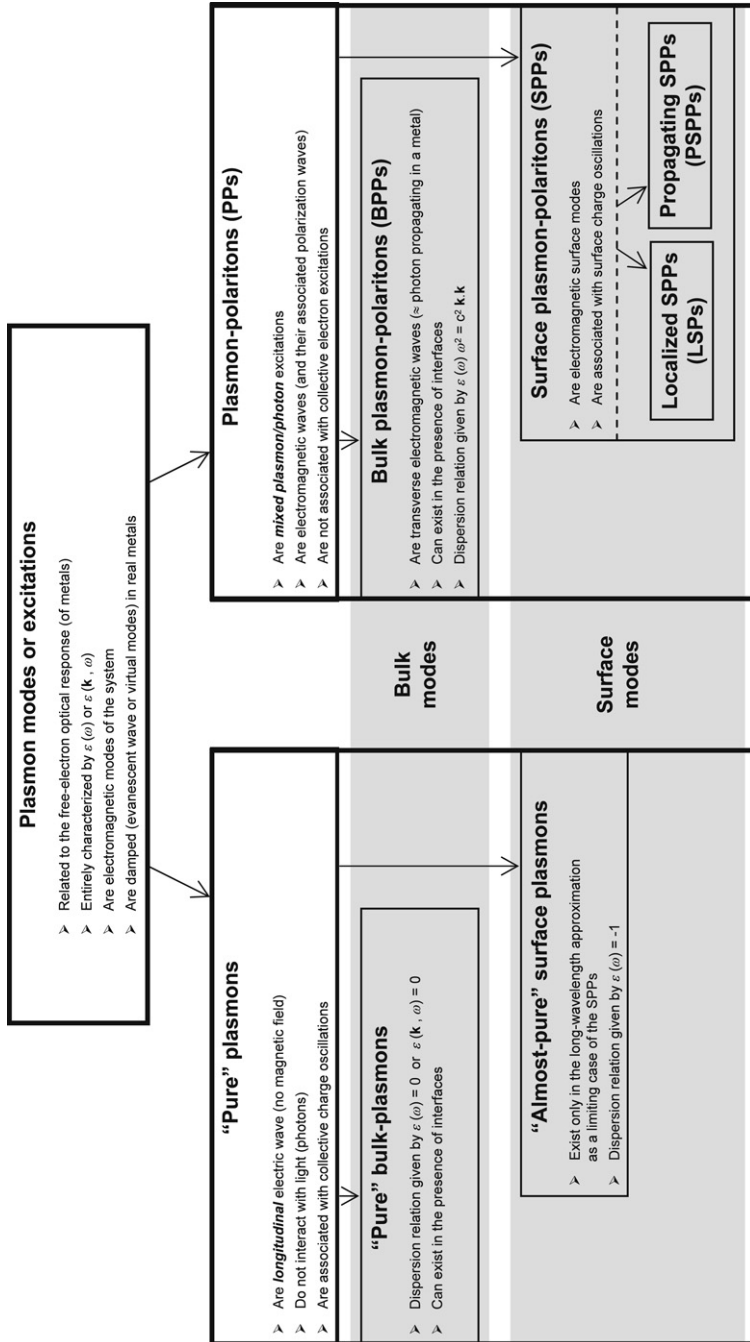 Plasmon modes or excitations
➢ Related to the free-electron optical response (of metals)
➢ Entirely characterized by ε (ω) or ε (k , ω)
➢ Are electromagnetic modes of the system
➢ Are damped (evanescent wave or virtual modes) in real metals
“Pure” plasmons
➢ Are longitudinal electric wave (no magnetic field)
➢ Do not interact with light (photons)
➢ Are associated with collective charge oscillations
Plasmon-polaritons (PPs)
➢ Are mixed plasmon/photon excitations
➢ Are electromagnetic waves (and their associated polarization waves)
➢ Are not associated with collective electron excitations
“Pure” bulk-plasmons
➢ Dispersion relation given by ε (ω) = 0 or ε (k , ω) = 0
➢ Can exist in the presence of interfaces
Bulk
modes
Bulk plasmon-polaritons (BPPs)
➢ Are transverse electromagnetic waves (≈ photon propagating in a metal)
➢ Can exist in the presence of interfaces
➢ Dispersion relation given by ε (ω) ω² = c² k.k
“Almost-pure” surface plasmons
➢ Exist only in the long-wavelength approximation
as a limiting case of the SPPs
➢ Dispersion relation given by ε (ω) = -1
Surface
modes
Surface plasmon-polaritons (SPPs)
➢ Are electromagnetic surface modes
➢ Are associated with surface charge oscillations
Localized SPPs
(LSPs)
Propagating SPPs
(PSPPs)